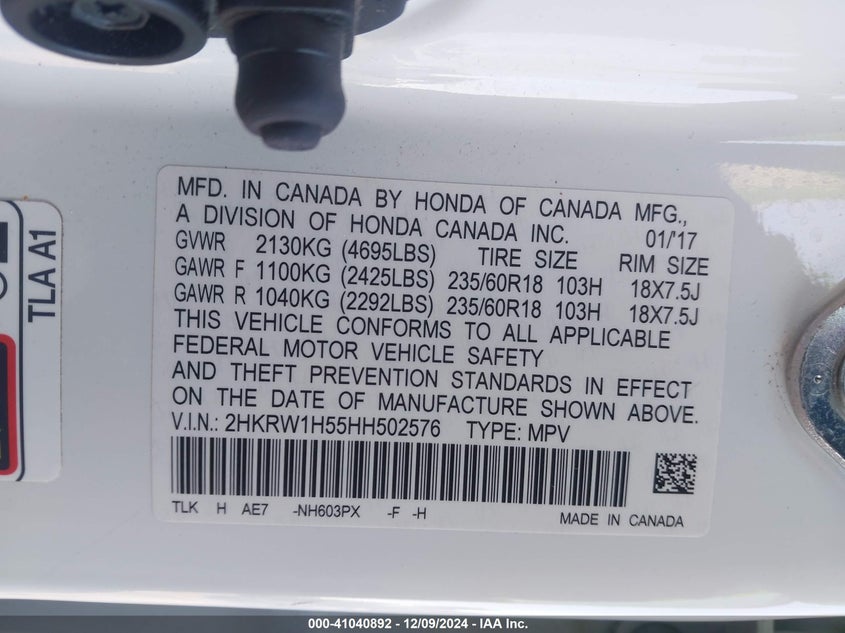 MFD. IN CANADA BY HONDA OF CANADA MFG.,
A DIVISION OF HONDA CANADA INC. 01/'17
GVWR 2130KG (4695LBS) TIRE SIZE RIM SIZE
GAWR F 1100KG (2425LBS) 235/60R18 103H 18X7.5J
GAWR R 1040KG (2292LBS) 235/60R18 103H 18X7.5J
THIS VEHICLE CONFORMS TO ALL APPLICABLE
FEDERAL MOTOR VEHICLE SAFETY
AND THEFT PREVENTION STANDARDS IN EFFECT
ON THE DATE OF MANUFACTURE SHOWN ABOVE.
V.I.N.: 2HKRW1H55HH502576 TYPE: MPV
TLK H AE7 -NH603PX -F -H
MADE IN CANADA
TLA A1
000-41040892 - 12/09/2024 - IAA Inc.